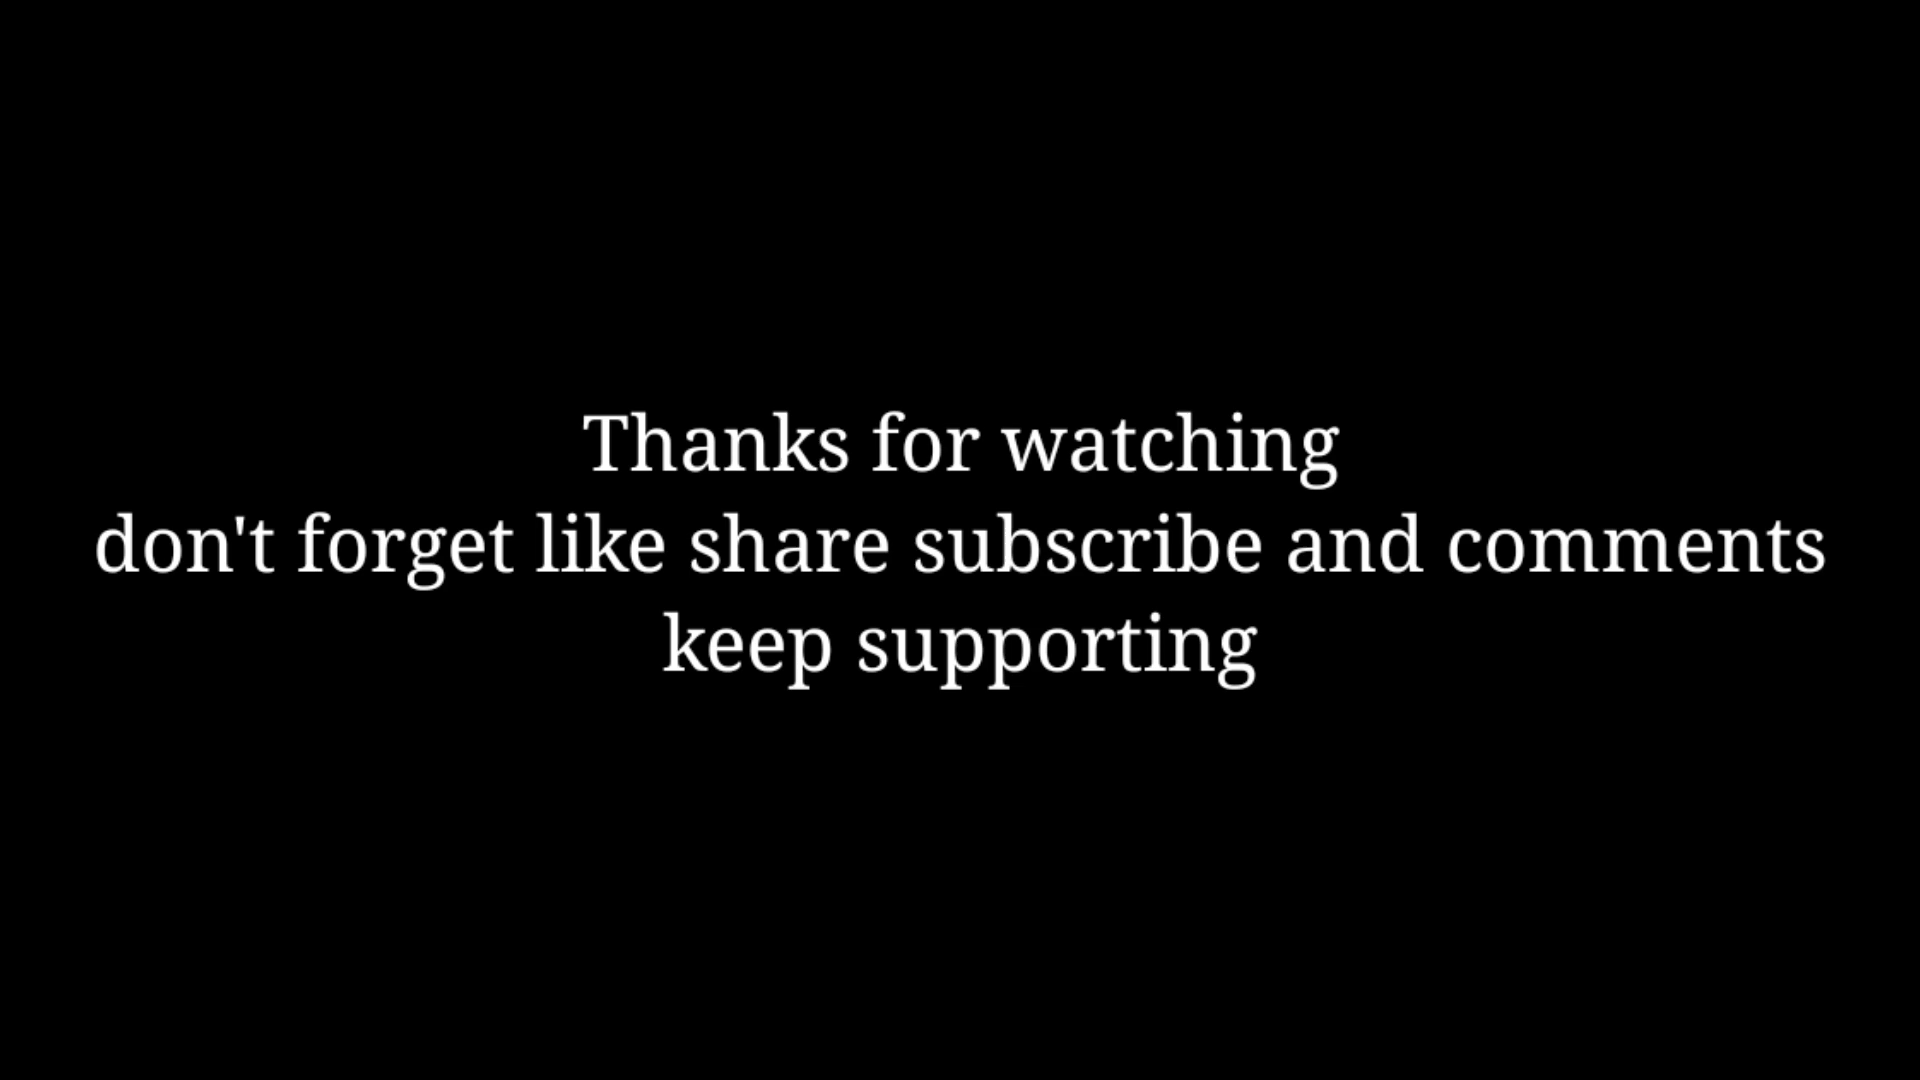 Thanks for watching
don't forget like share subscribe and comments
keep supporting